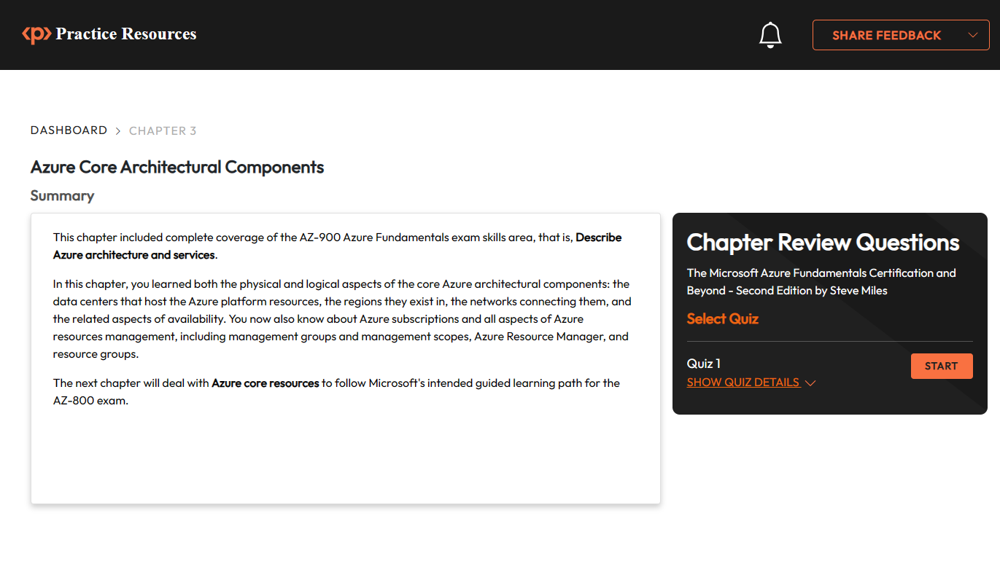 <p> Practice Resources
SHARE FEEDBACK
DASHBOARD > CHAPTER 3
Azure Core Architectural Components
Summary
This chapter included complete coverage of the AZ-900 Azure Fundamentals exam skills area, that is, Describe
Azure architecture and services.
In this chapter, you learned both the physical and logical aspects of the core Azure architectural components: the
data centers that host the Azure platform resources, the regions they exist in, the networks connecting them, and
the related aspects of availability. You now also know about Azure subscriptions and all aspects of Azure
resources management, including management groups and management scopes, Azure Resource Manager, and
resource groups.
The next chapter will deal with Azure core resources to follow Microsoft's intended guided learning path for the
AZ-800 exam.
Chapter Review Questions
The Microsoft Azure Fundamentals Certification and
Beyond - Second Edition by Steve Miles
Select Quiz
Quiz 1
START
SHOW QUIZ DETAILS